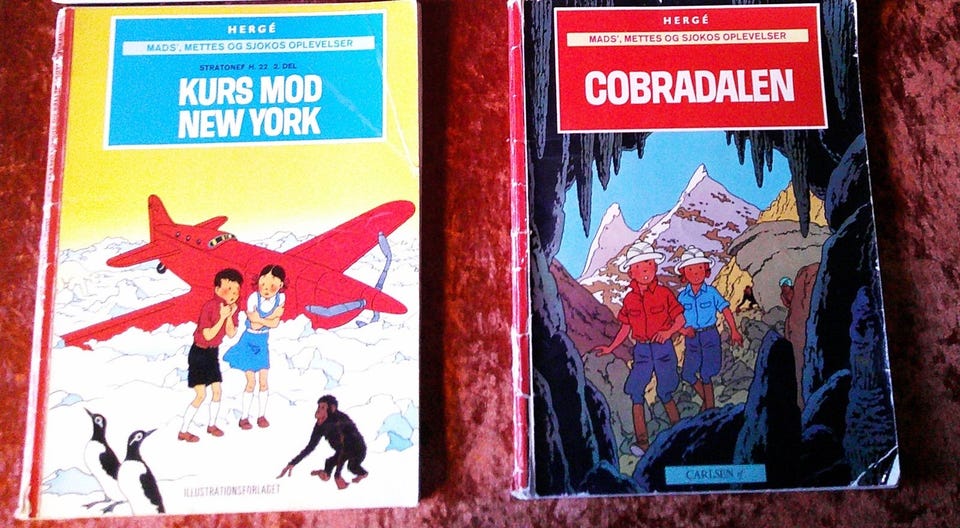 HERGÉ
MADS', METTES OG SJOKOS OPLEVELSER
STRATONEF H. 22 2. DEL
KURS MOD
NEW YORK
ILLUSTRATIONSFORLAGET
HERGÉ
MADS', METTES OG SJOKOS OPLEVELSER
COBRADALEN
CARLSEN if